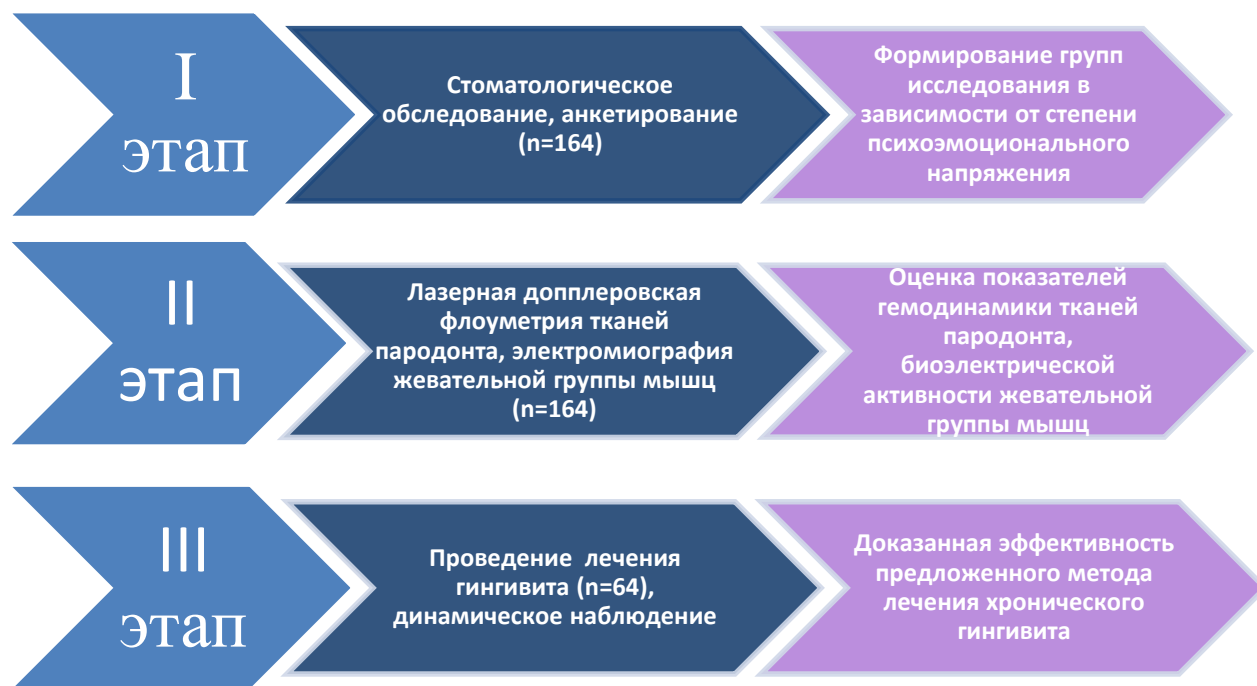 I
этап
Стоматологическое
обследование, анкетирование
(n=164)
Формирование групп
исследования в
зависимости от степени
психоэмоционального
напряжения
II
этап
Лазерная допплеровская
флоуметрия тканей
пародонта, электромиография
жевательной группы мышц
(n=164)
Оценка показателей
гемодинамики тканей
пародонта,
биоэлектрической
активности жевательной
группы мышц
III
этап
Проведение лечения
гингивита (n=64),
динамическое наблюдение
Доказанная эффективность
предложенного метода
лечения хронического
гингивита